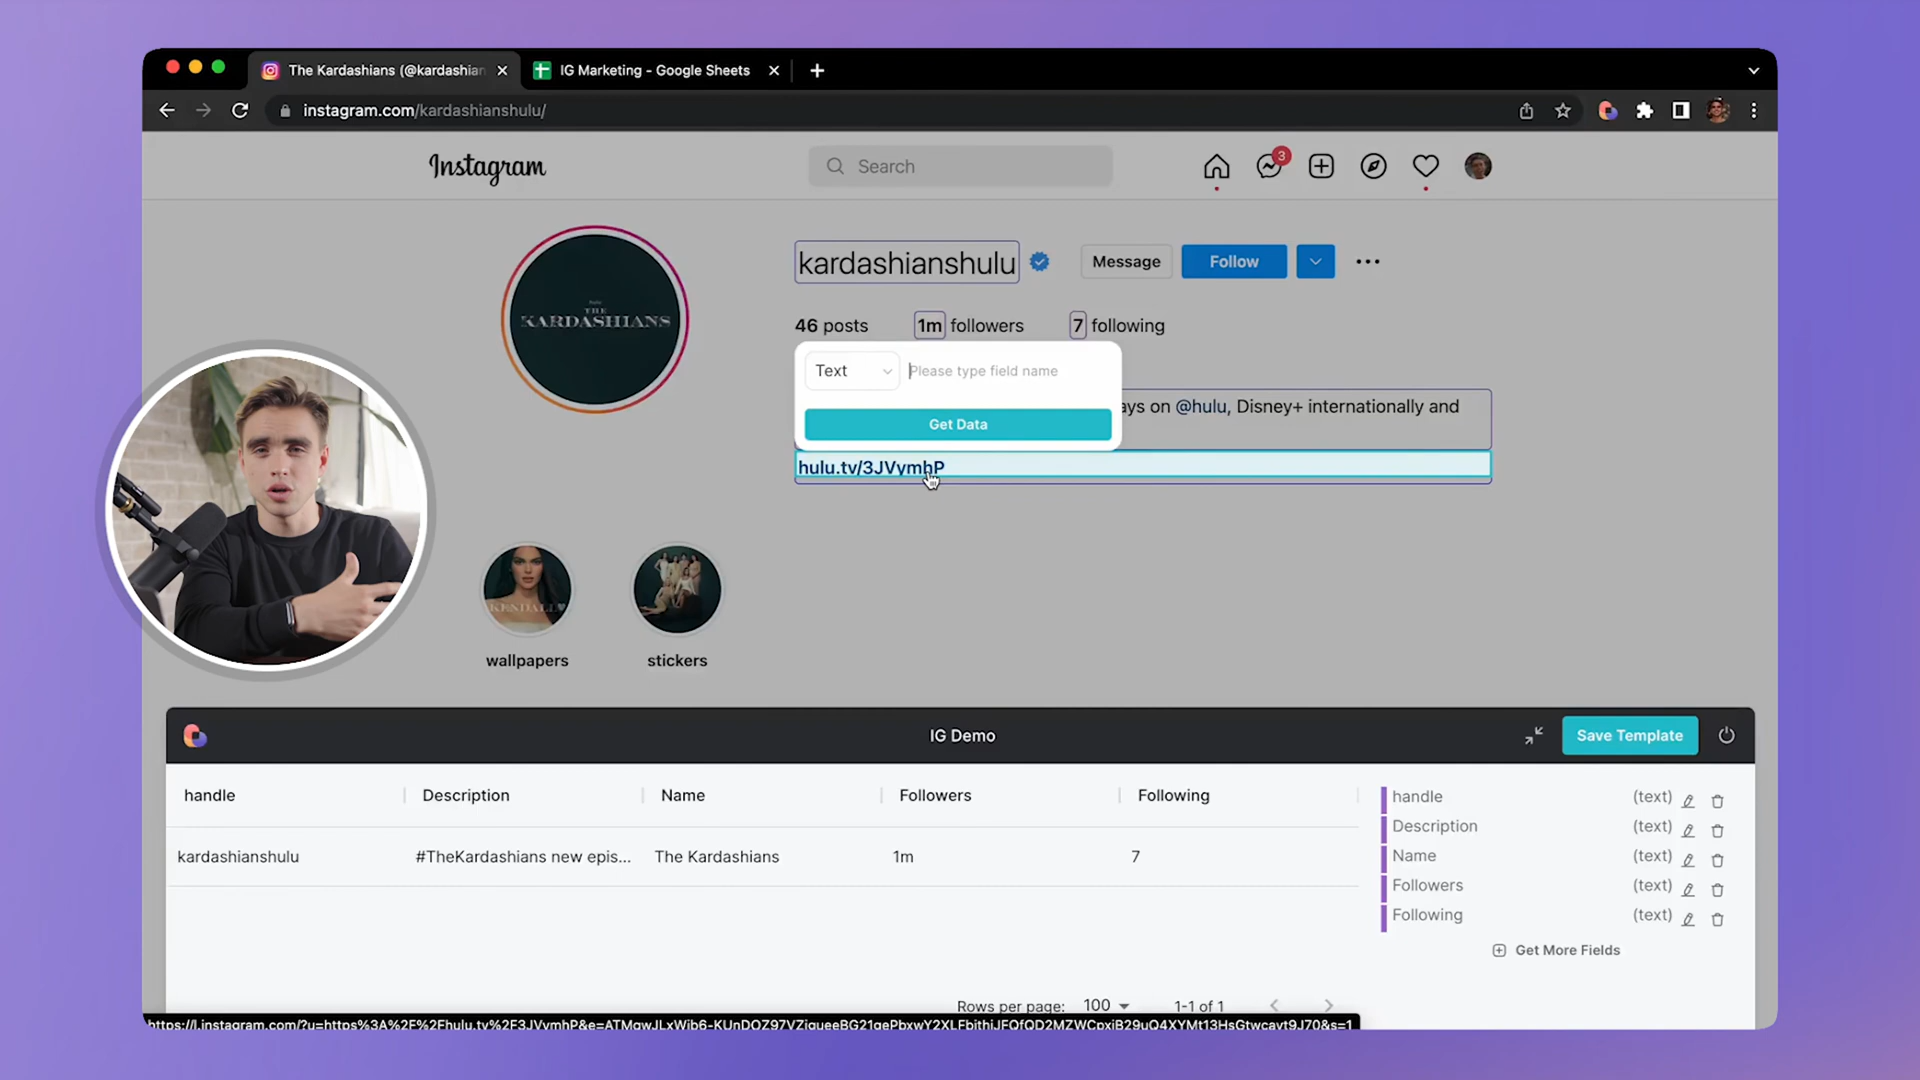 The Kardashians (@kardashian
IG Marketing - Google Sheets
instagram.com/kardashianshulu/
Instagram
Search
3
kardashianshulu
Message
Follow
46 posts
1m followers
7 following
THE
KARDASHIANS
Text
Please type field name
Get Data
ays on @hulu, Disney+ internationally and
hulu.tv/3JVymhP
KENDALL
wallpapers
stickers
IG Demo
Save Template
handle
Description
Name
Followers
Following
kardashianshulu
#TheKardashians new epis...
The Kardashians
1m
7
handle (text)
Description (text)
Name (text)
Followers (text)
Following (text)
Get More Fields
Rows per page: 100
1-1 of 1